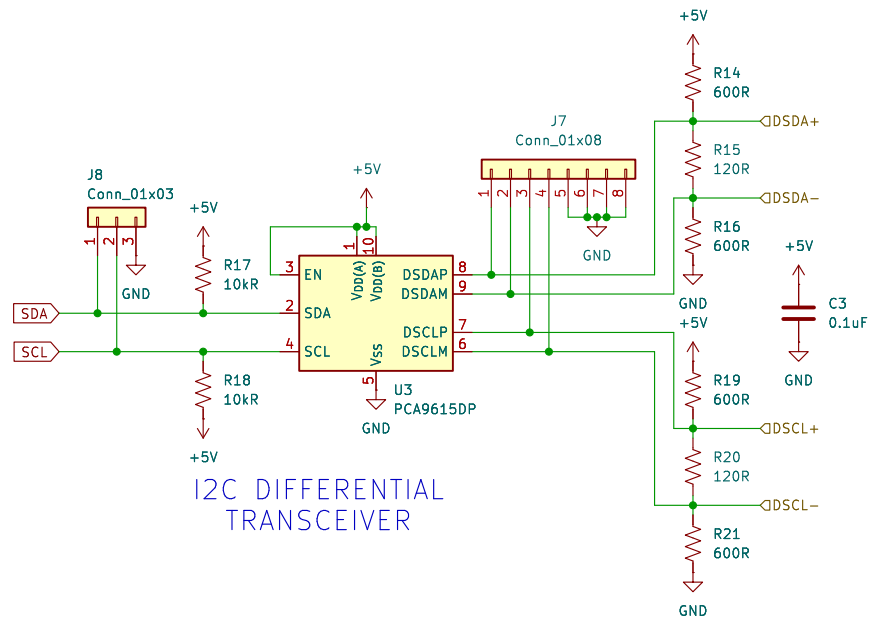 +5V
R14
600R
DSDA+
J7
Conn_01x08
R15
120R
1 2 3 4 5 6 7 8
J8
Conn_01x03
+5V
DSDA-
1 2 3
+5V
R16
600R
GND
GND
+5V
R17
10kR
GND
1 10
3 EN
VDD(A)
VDD(B)
DSDAP 8
DSDAM 9
GND
+5V
C3
0.1uF
SDA
2 SDA
DSCLP 7
SCL
4 SCL
VSS
DSCLM 6
5
GND
R18
10kR
+5V
U3
PCA9615DP
GND
R19
600R
DSCL+
R20
120R
I2C DIFFERENTIAL
TRANSCEIVER
DSCL-
R21
600R
GND